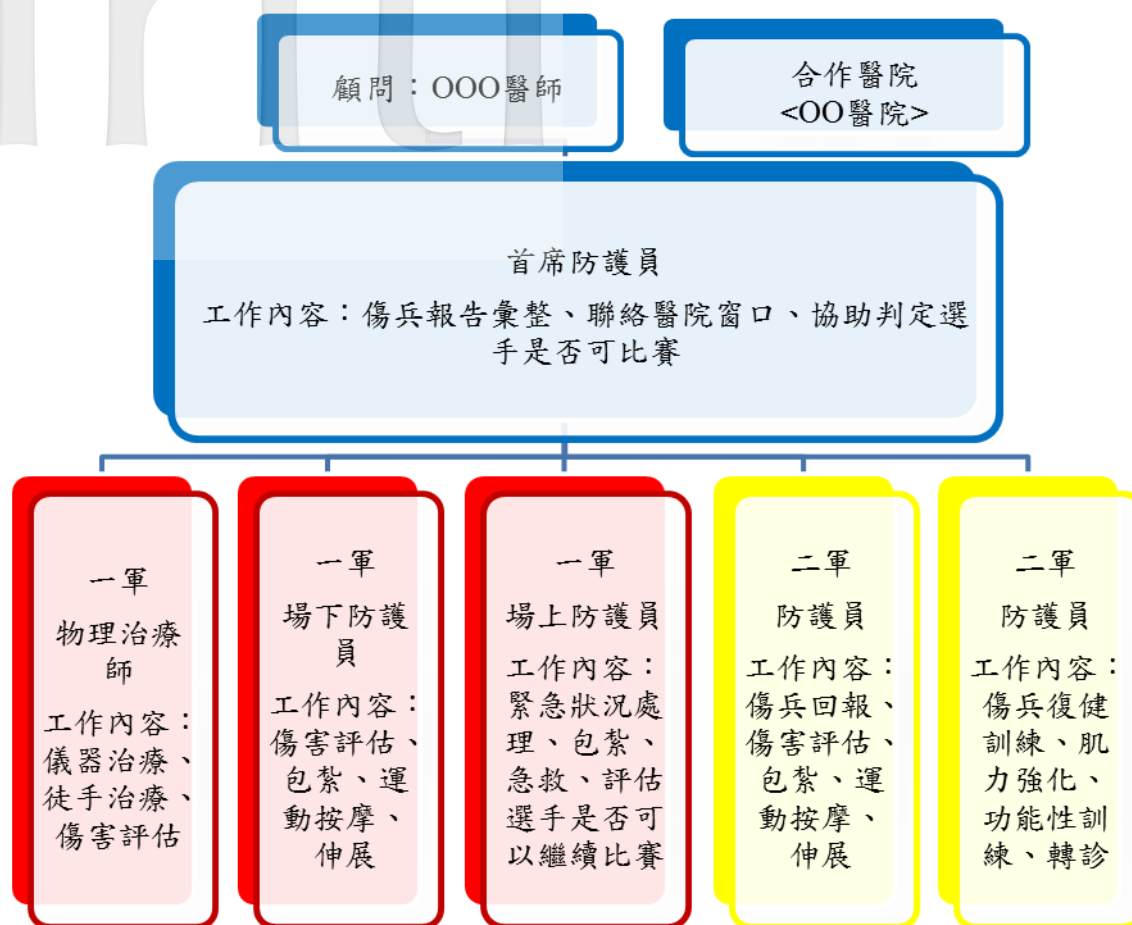 顧問：OOO醫師
合作醫院
<OO醫院>
首席防護員
工作內容：傷兵報告彙整、聯絡醫院窗口、協助判定選
手是否可比賽
一軍
物理治療
師
工作內容：
儀器治療、
徒手治療、
傷害評估
一軍
場下防護
員
工作內容：
傷害評估、
包紮、運
動按摩、
伸展
一軍
場上防護員
工作內容：
緊急狀況處
理、包紮、
急救、評估
選手是否可
以繼續比賽
二軍
防護員
工作內容：
傷兵回報、
傷害評估、
包紮、運
動按摩、
伸展
二軍
防護員
工作內容：
傷兵復健
訓練、肌
力強化、
功能性訓
練、轉診